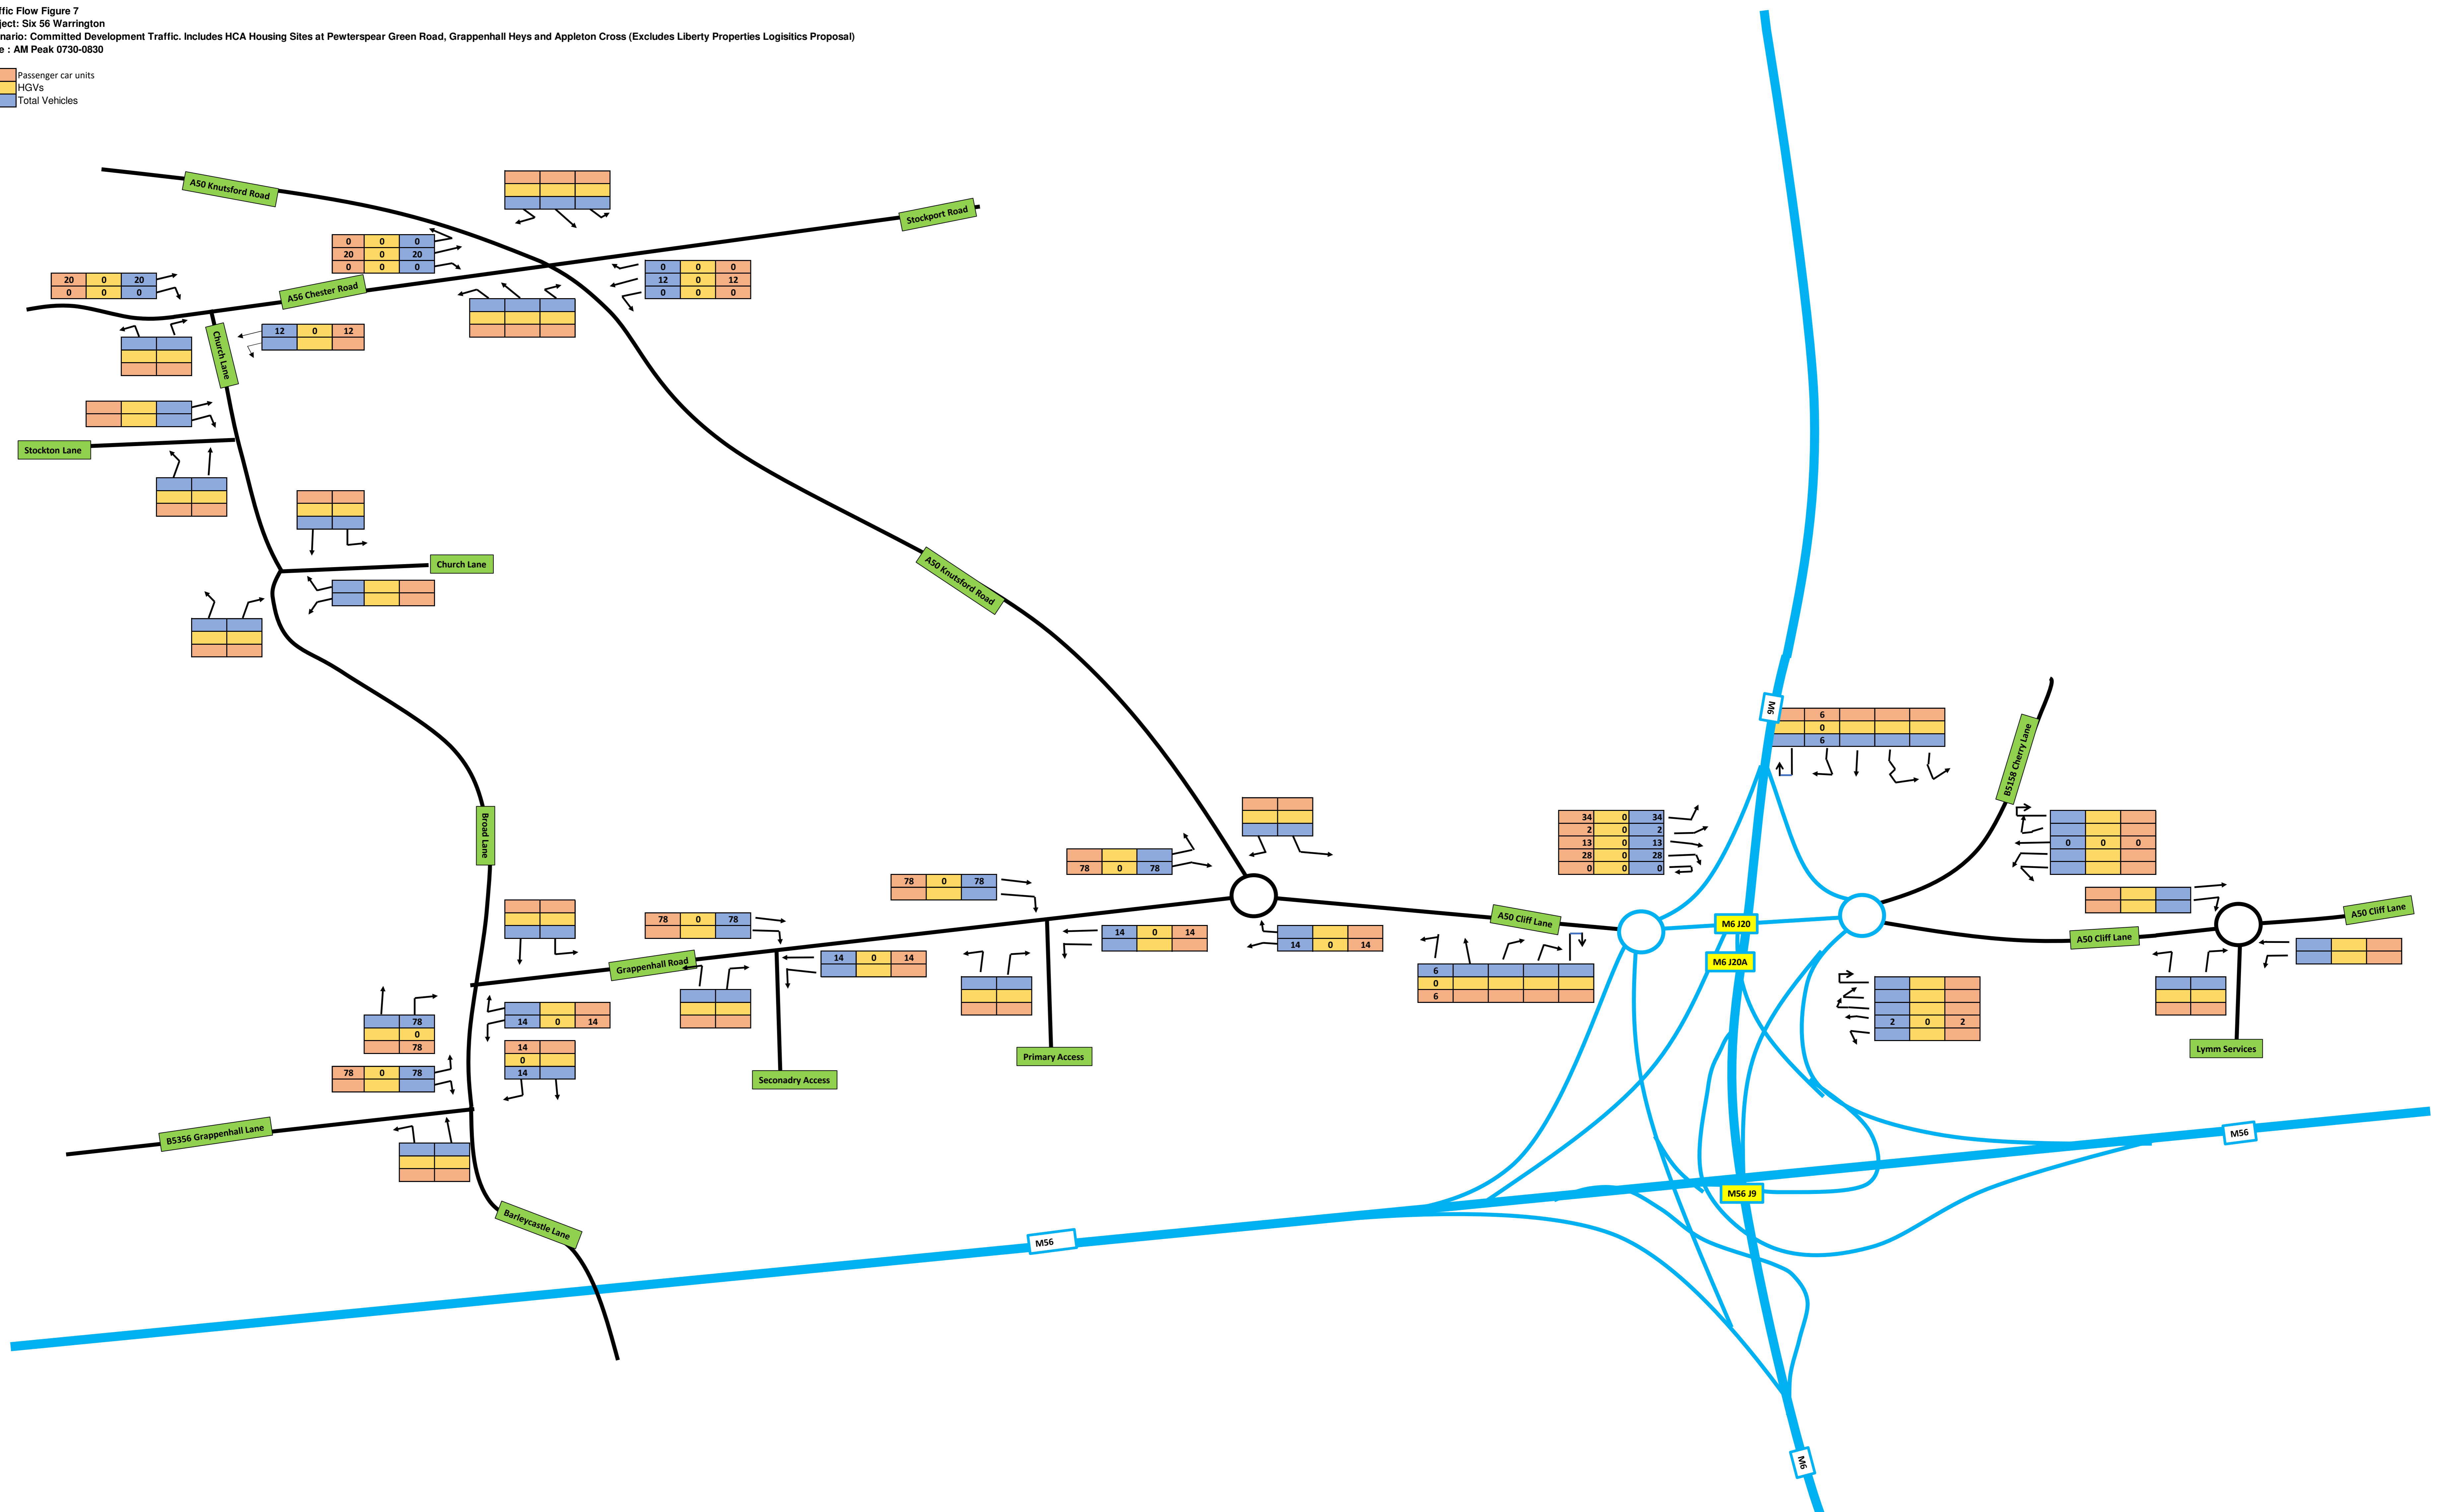 ffic Flow Figure 7
ject: Six 56 Warrington
nario: Committed Development Traffic. Includes HCA Housing Sites at Pewterspear Green Road, Grappenhall Heys and Appleton Cross (Excludes Liberty Properties Logisitics Proposal)
e : AM Peak 0730-0830
Passenger car units
HGVs
Total Vehicles
A50 Knutsford Road
Stockport Road
0 0 0
20 0 20
0 0 0
0 0 0
12 0 12
0 0 0
20 0 20
0 0 0
A56 Chester Road
12 0 12
Church Lane
Stockton Lane
Church Lane
A50 Knutsford Road
M6
6
0
6
B5158 Cherry Lane
Broad Lane
34 0 34
2 0 2
13 0 13
28 0 28
0 0 0
0 0 0
78 0 78
78 0 78
78 0 78
A50 Cliff Lane
M6 J20
A50 Cliff Lane
A50 Cliff Lane
14 0 14
14 0 14
14 0 14
Grappenhall Road
M6 J20A
6
0
6
78
0
78
14 0 14
2 0 2
14
0
14
78 0 78
Primary Access
Seconadry Access
Lymm Services
B5356 Grappenhall Lane
M56
M56 J9
Barleycastle Lane
M56
M6